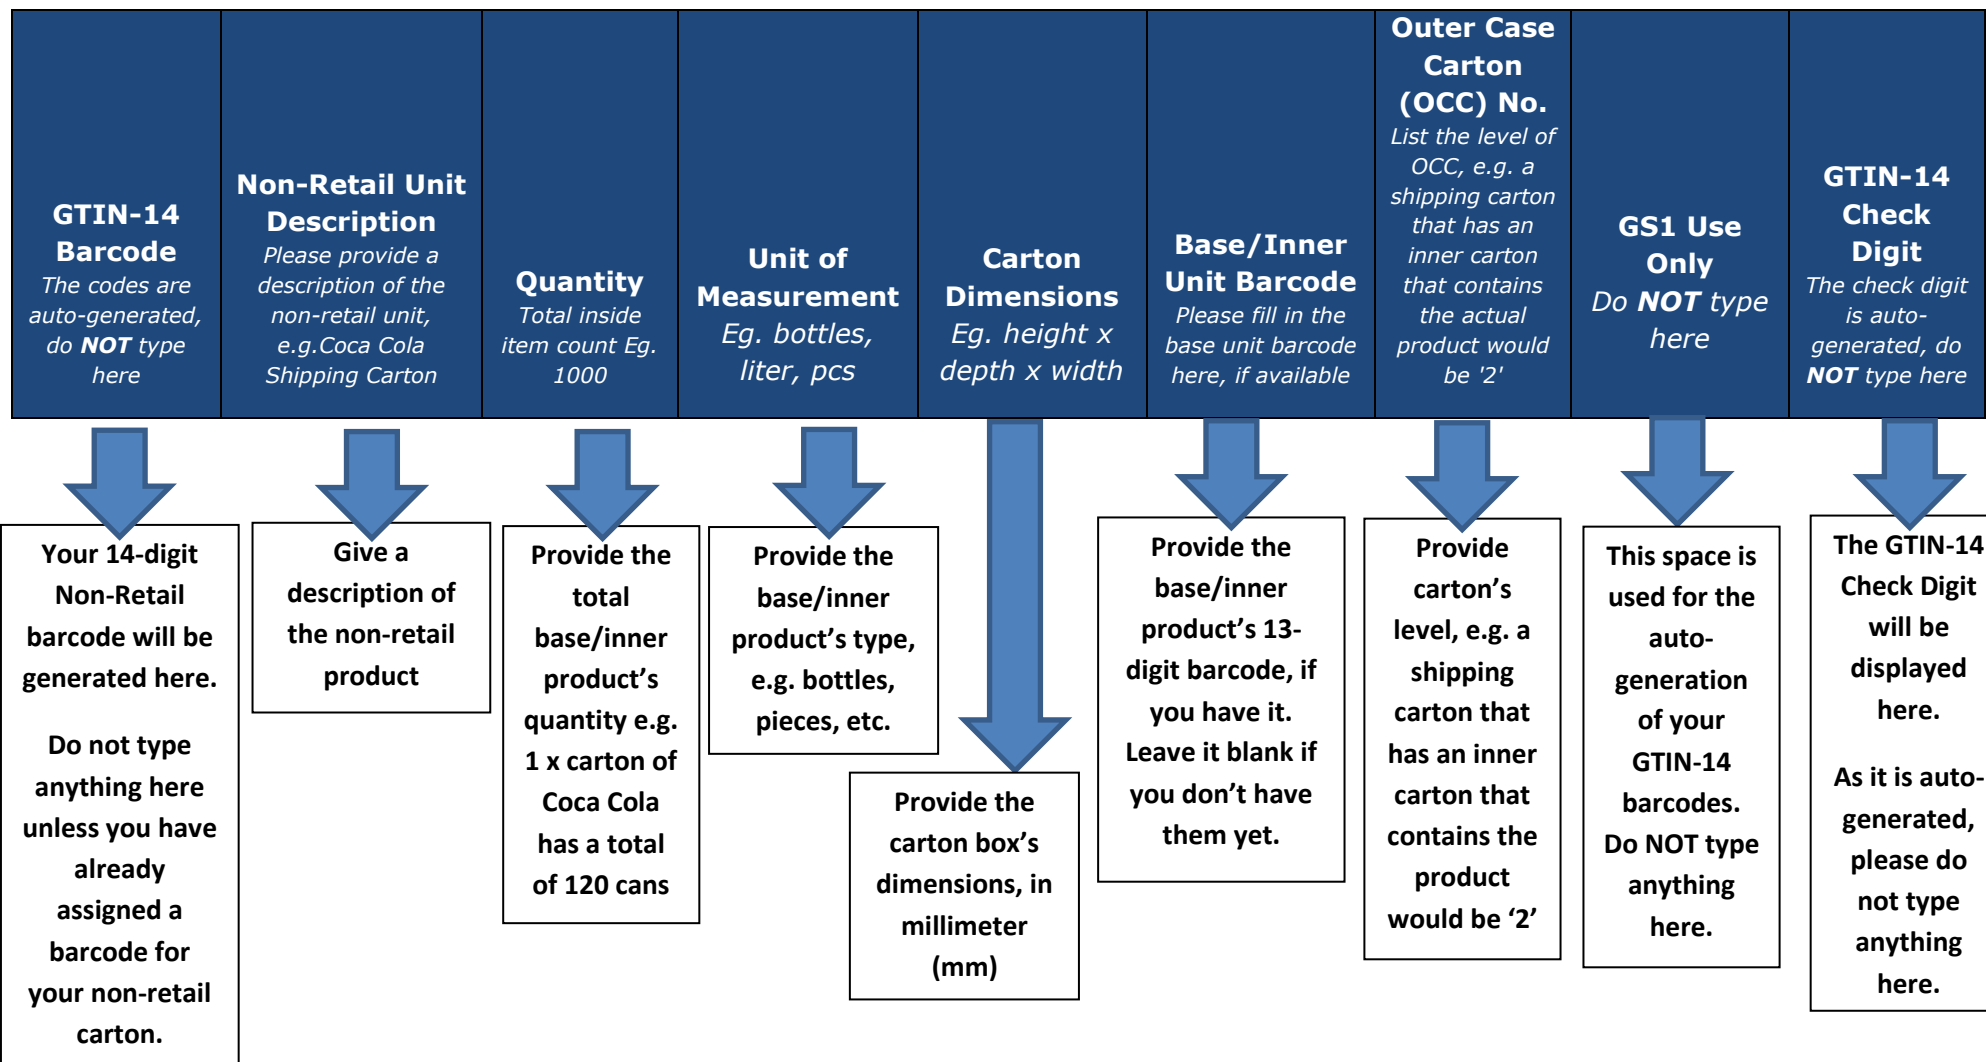 GTIN-14
Barcode
The codes are
auto-generated,
do NOT type
here
Non-Retail Unit
Description
Please provide a
description of the
non-retail unit,
e.g.Coca Cola
Shipping Carton
Quantity
Total inside
item count Eg.
1000
Unit of
Measurement
Eg. bottles,
liter, pcs
Carton
Dimensions
Eg. height x
depth x width
Base/Inner
Unit Barcode
Please fill in the
base unit barcode
here, if available
Outer Case
Carton
(OCC) No.
List the level of
OCC, e.g. a
shipping carton
that has an
inner carton
that contains
the actual
product would
be '2'
GS1 Use
Only
Do NOT type
here
GTIN-14
Check
Digit
The check digit
is auto-
generated, do
NOT type here
Your 14-digit
Non-Retail
barcode will be
generated here.
Do not type
anything here
unless you have
already
assigned a
barcode for
your non-retail
carton.
Give a
description of
the non-retail
product
Provide the
total
base/inner
product's
quantity e.g.
1 x carton of
Coca Cola
has a total
of 120 cans
Provide the
base/inner
product's type,
e.g. bottles,
pieces, etc.
Provide the
carton box's
dimensions, in
millimeter
(mm)
Provide the
base/inner
product's 13-
digit barcode, if
you have it.
Leave it blank if
you don't have
them yet.
Provide
carton's
level, e.g. a
shipping
carton that
has an inner
carton that
contains the
product
would be '2'
This space is
used for the
auto-
generation
of your
GTIN-14
barcodes.
Do NOT type
anything
here.
The GTIN-14
Check Digit
will be
displayed
here.
As it is auto-
generated,
please do
not type
anything
here.